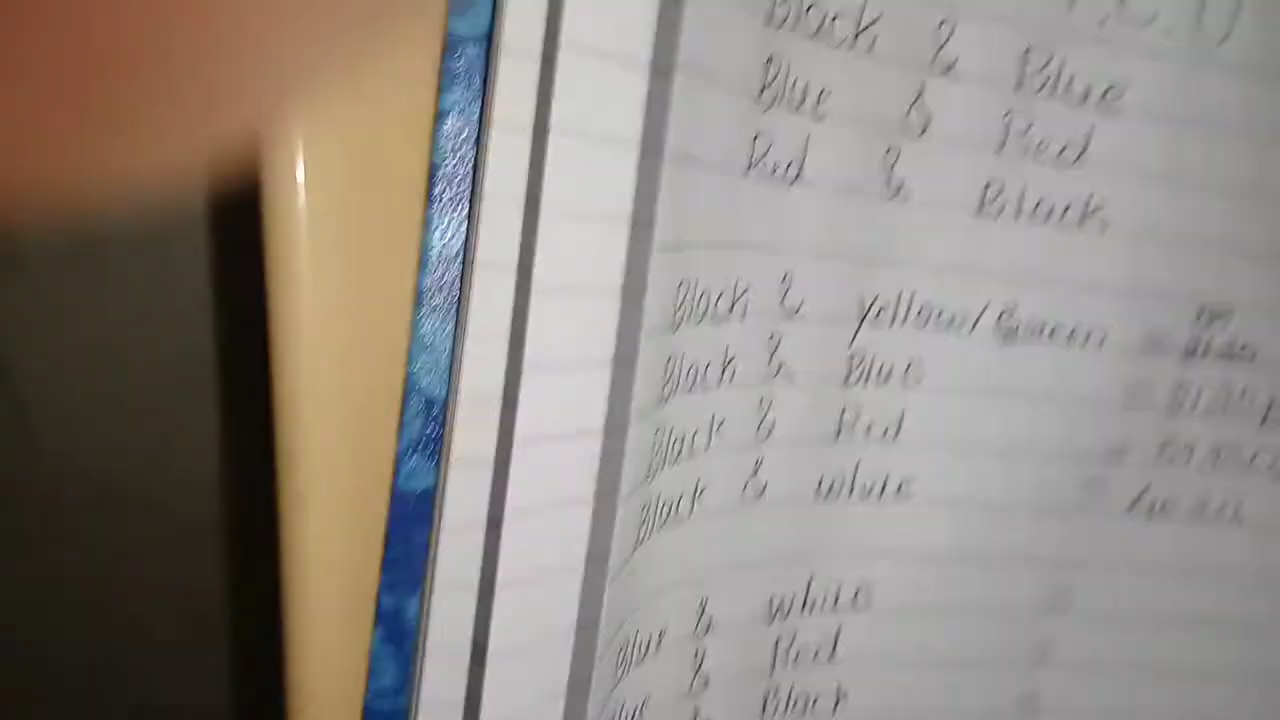 Black & Blue
Blue & Red
Red & Black
Black & Yellow/Green =
Black & Blue =
Black & Red =
Black & white =
Blue & white
Blue & Red
Blue & Black